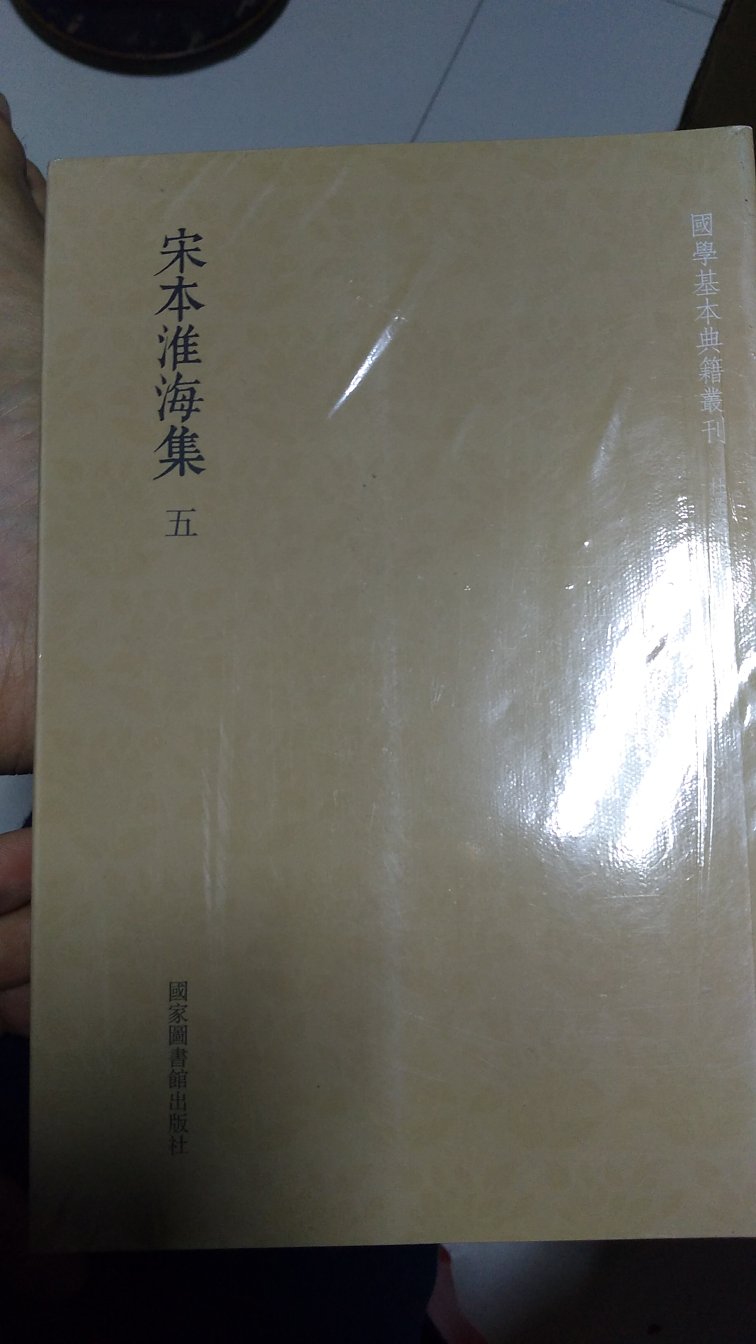 國學基本典籍叢刊
宋本淮海集 五
國家圖書館出版社